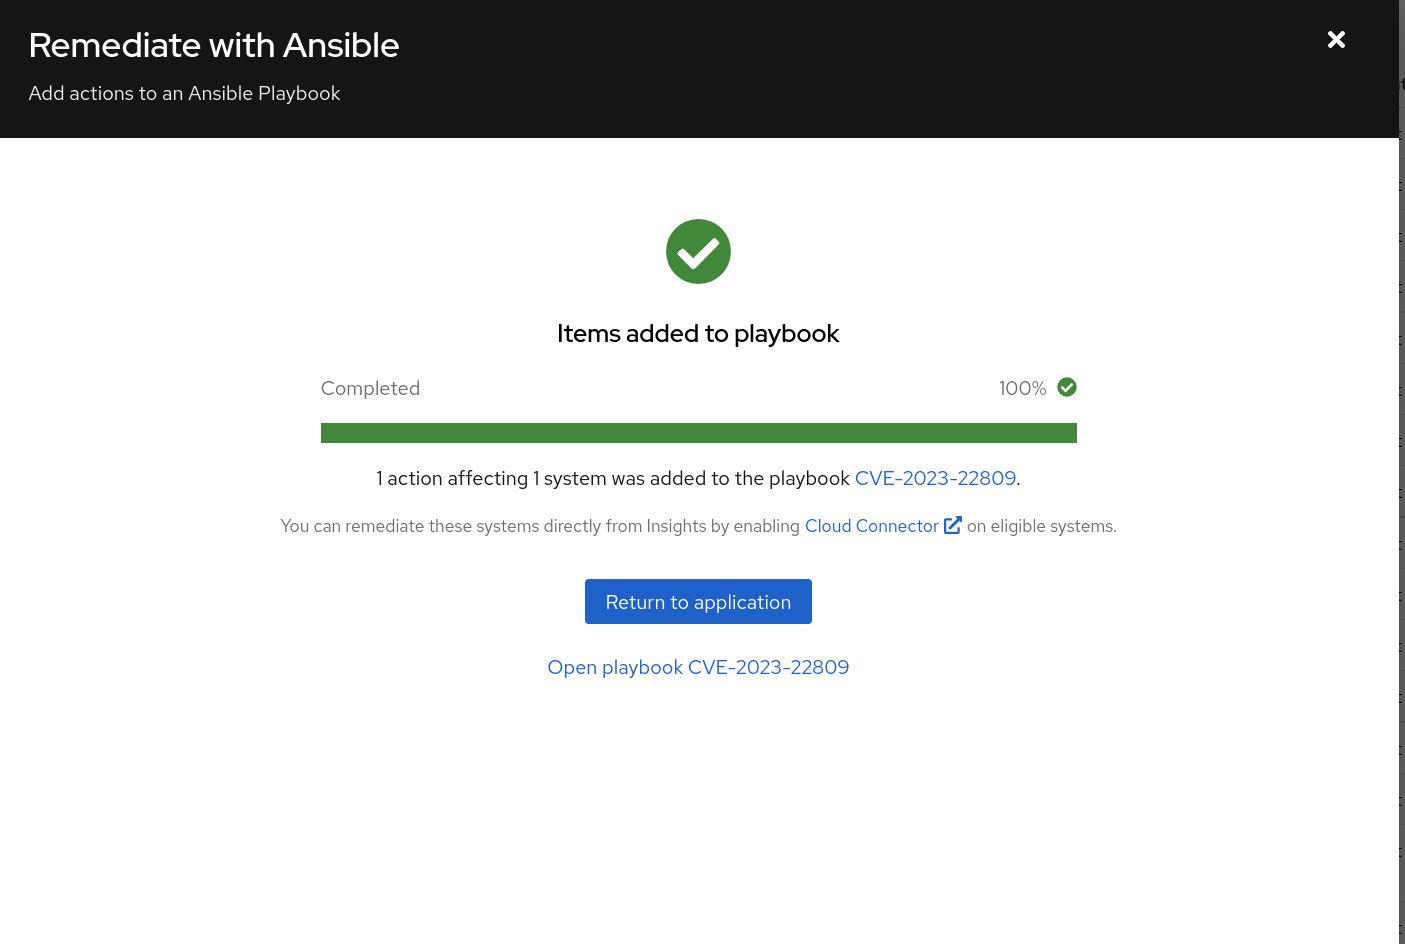 Remediate with Ansible
Add actions to an Ansible Playbook
Items added to playbook
Completed 100%
1 action affecting 1 system was added to the playbook CVE-2023-22809.
You can remediate these systems directly from Insights by enabling Cloud Connector on eligible systems.
Return to application
Open playbook CVE-2023-22809